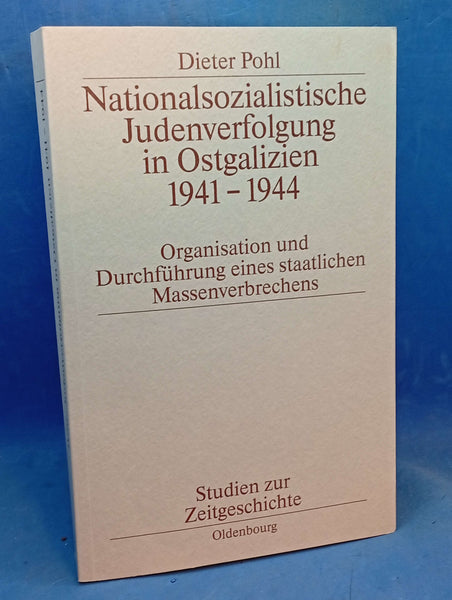 Dieter Pohl
Nationalsozialistische
Judenverfolgung
in Ostgalizien
1941 – 1944
Organisation und
Durchführung eines staatlichen
Massenverbrechens
Studien zur
Zeitgeschichte
Oldenbourg